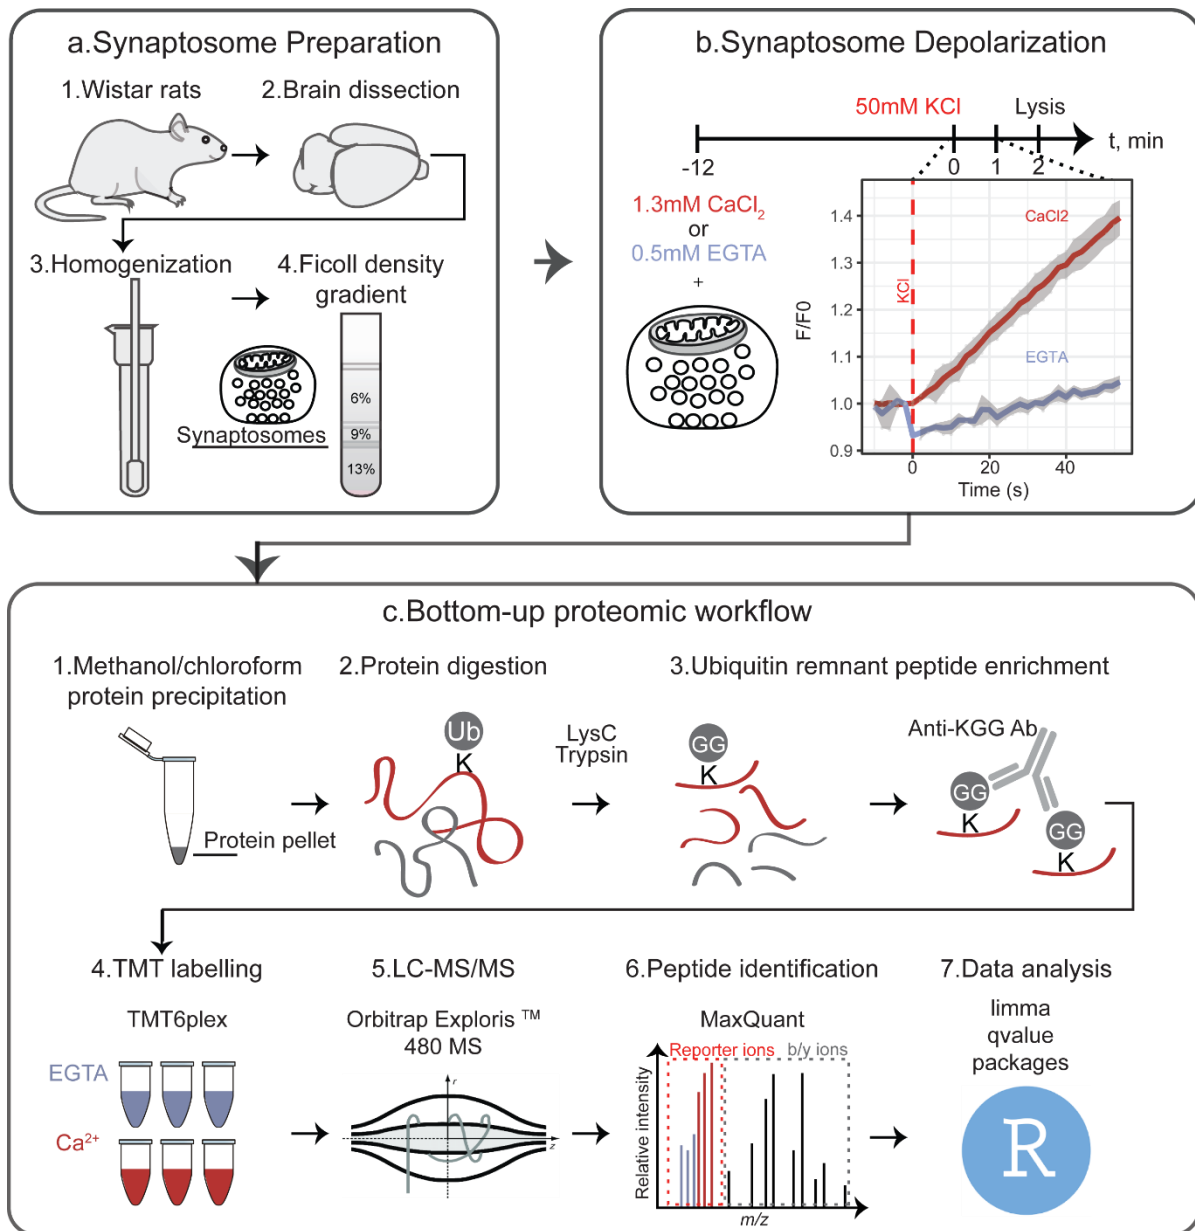 a.Synaptosome Preparation
1.Wistar rats
2.Brain dissection
3.Homogenization
4.Ficoll density
gradient
Synaptosomes
6%
9%
13%
b.Synaptosome Depolarization
50mM KCl
Lysis
t, min
-12
0
1
2
1.3mM CaCl₂
or
0.5mM EGTA
+
CaCl2
KCl
EGTA
F/F0
1.4
1.3
1.2
1.1
1.0
0.9
0
20
40
Time (s)
c.Bottom-up proteomic workflow
1.Methanol/chloroform
protein precipitation
Protein pellet
2.Protein digestion
Ub
K
LysC
Trypsin
3.Ubiquitin remnant peptide enrichment
GG
K
Anti-KGG Ab
GG
K
GG
K
4.TMT labelling
TMT6plex
EGTA
Ca²⁺
5.LC-MS/MS
Orbitrap Exploris ™
480 MS
r
z
6.Peptide identification
MaxQuant
Reporter ions
b/y ions
Relative intensity
m/z
7.Data analysis
limma
qvalue
packages
R